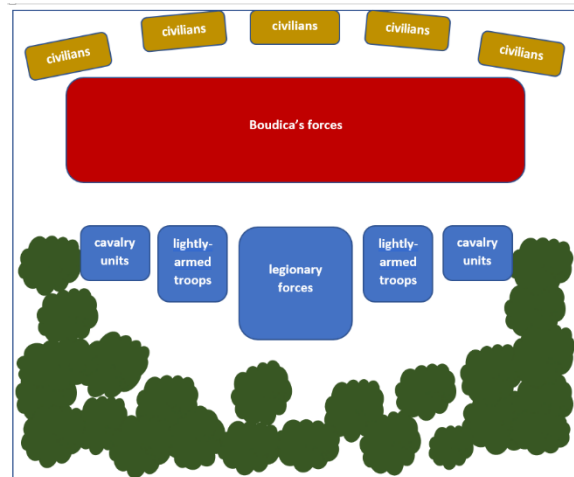 civilians
civilians
civilians
civilians
civilians
Boudica's forces
cavalry
units
lightly-
armed
troops
legionary
forces
lightly-
armed
troops
cavalry
units